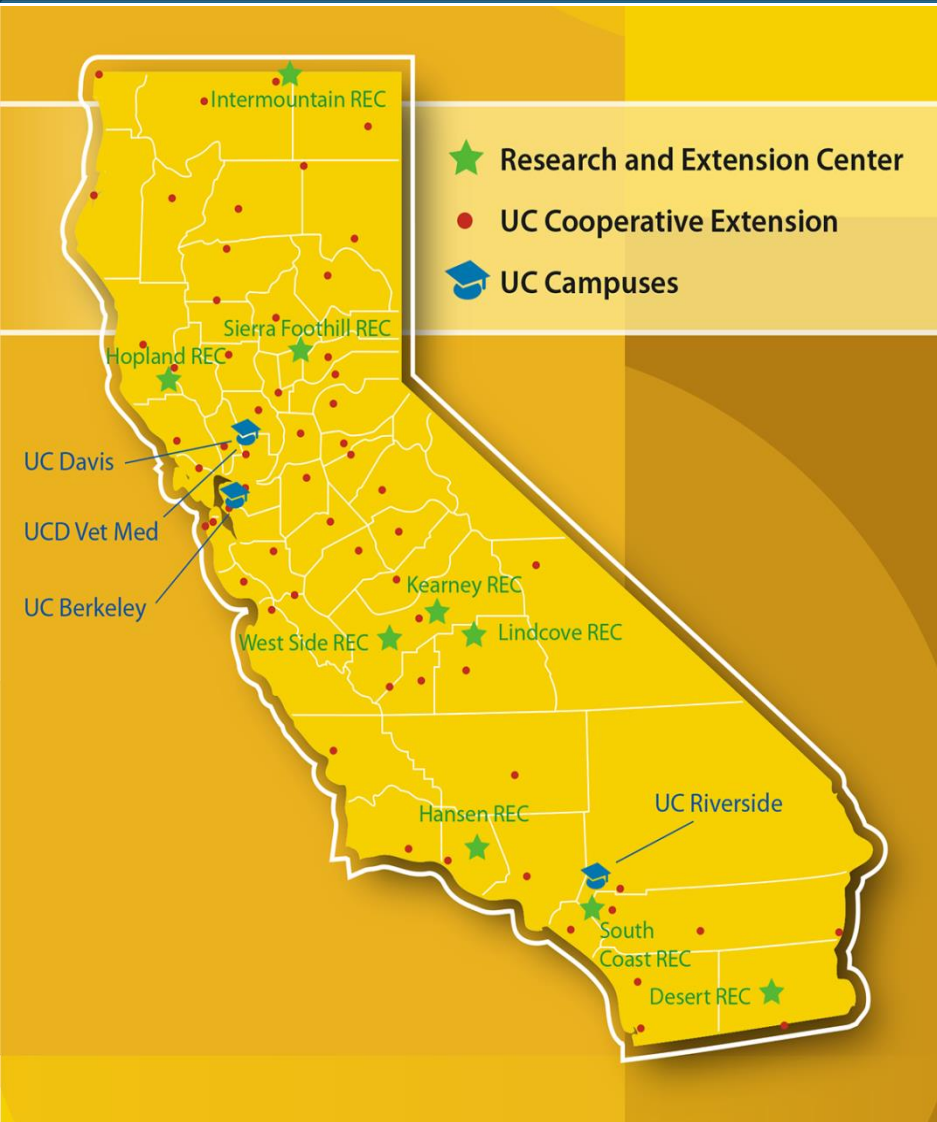 Intermountain REC
Research and Extension Center
UC Cooperative Extension
UC Campuses
Sierra Foothill REC
Hopland REC
UC Davis
UCD Vet Med
UC Berkeley
Kearney REC
West Side REC
Lindcove REC
Hansen REC
UC Riverside
South
Coast REC
Desert REC